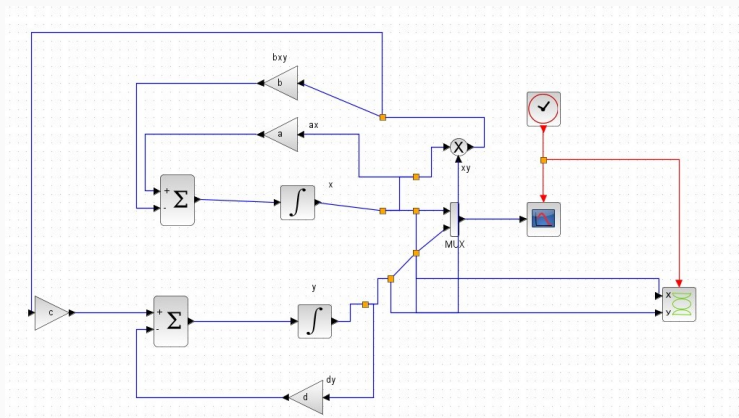 bxy
b
a
ax
+
-
Σ
∫
x
X
xy
MUX
y
c
+
-
Σ
∫
X
Y
d
dy